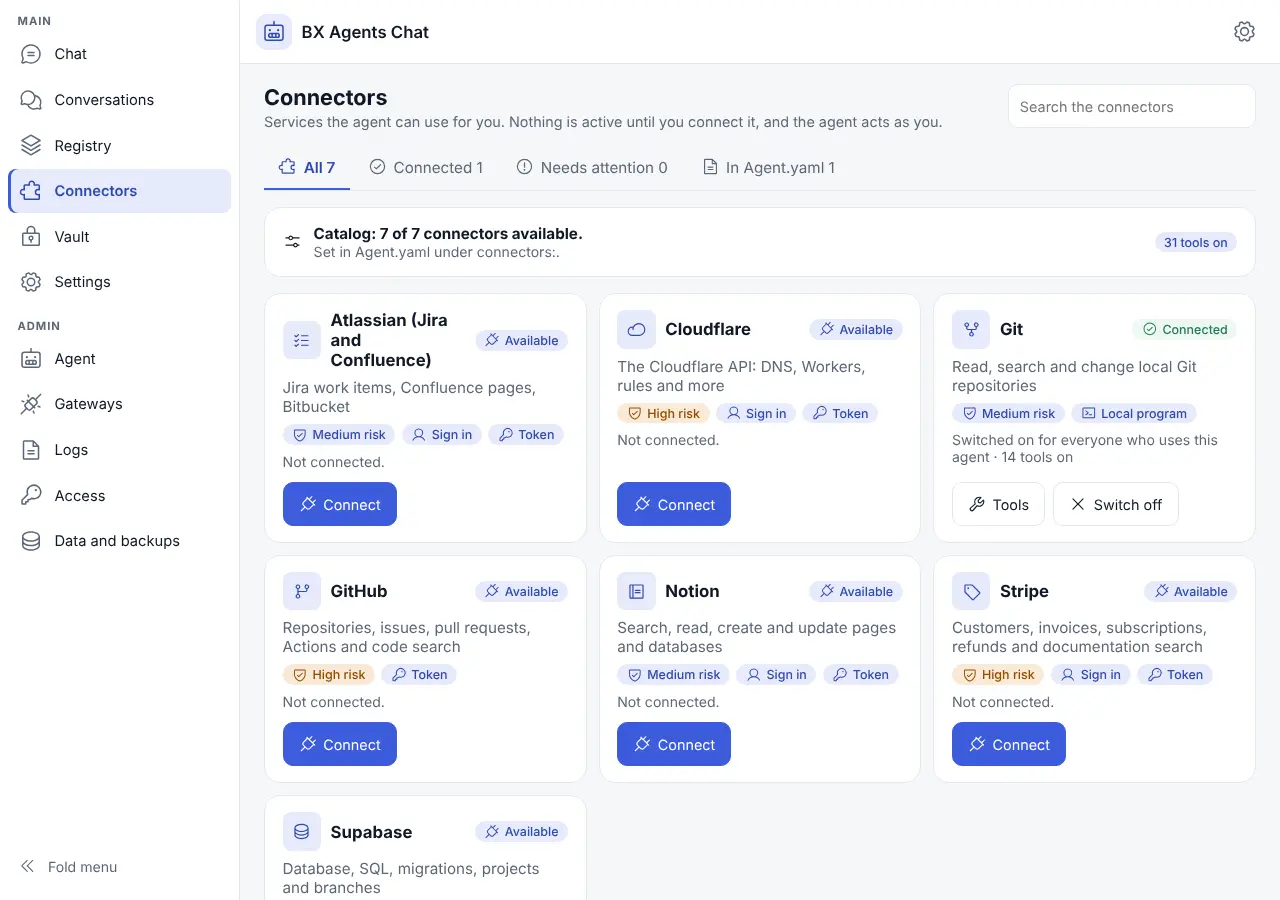 MAIN
Chat
Conversations
Registry
Connectors
Vault
Settings
ADMIN
Agent
Gateways
Logs
Access
Data and backups
Fold menu
BX Agents Chat
Connectors
Services the agent can use for you. Nothing is active until you connect it, and the agent acts as you.
Search the connectors
All 7
Connected 1
Needs attention 0
In Agent.yaml 1
Catalog: 7 of 7 connectors available.
Set in Agent.yaml under connectors:.
31 tools on
Atlassian (Jira
and
Confluence)
Available
Jira work items, Confluence pages,
Bitbucket
Medium risk
Sign in
Token
Not connected.
Connect
Cloudflare
Available
The Cloudflare API: DNS, Workers,
rules and more
High risk
Sign in
Token
Not connected.
Connect
Git
Connected
Read, search and change local Git
repositories
Medium risk
Local program
Switched on for everyone who uses this
agent · 14 tools on
Tools
Switch off
GitHub
Available
Repositories, issues, pull requests,
Actions and code search
High risk
Token
Not connected.
Connect
Notion
Available
Search, read, create and update pages
and databases
Medium risk
Sign in
Token
Not connected.
Connect
Stripe
Available
Customers, invoices, subscriptions,
refunds and documentation search
High risk
Sign in
Token
Not connected.
Connect
Supabase
Available
Database, SQL, migrations, projects
and branches